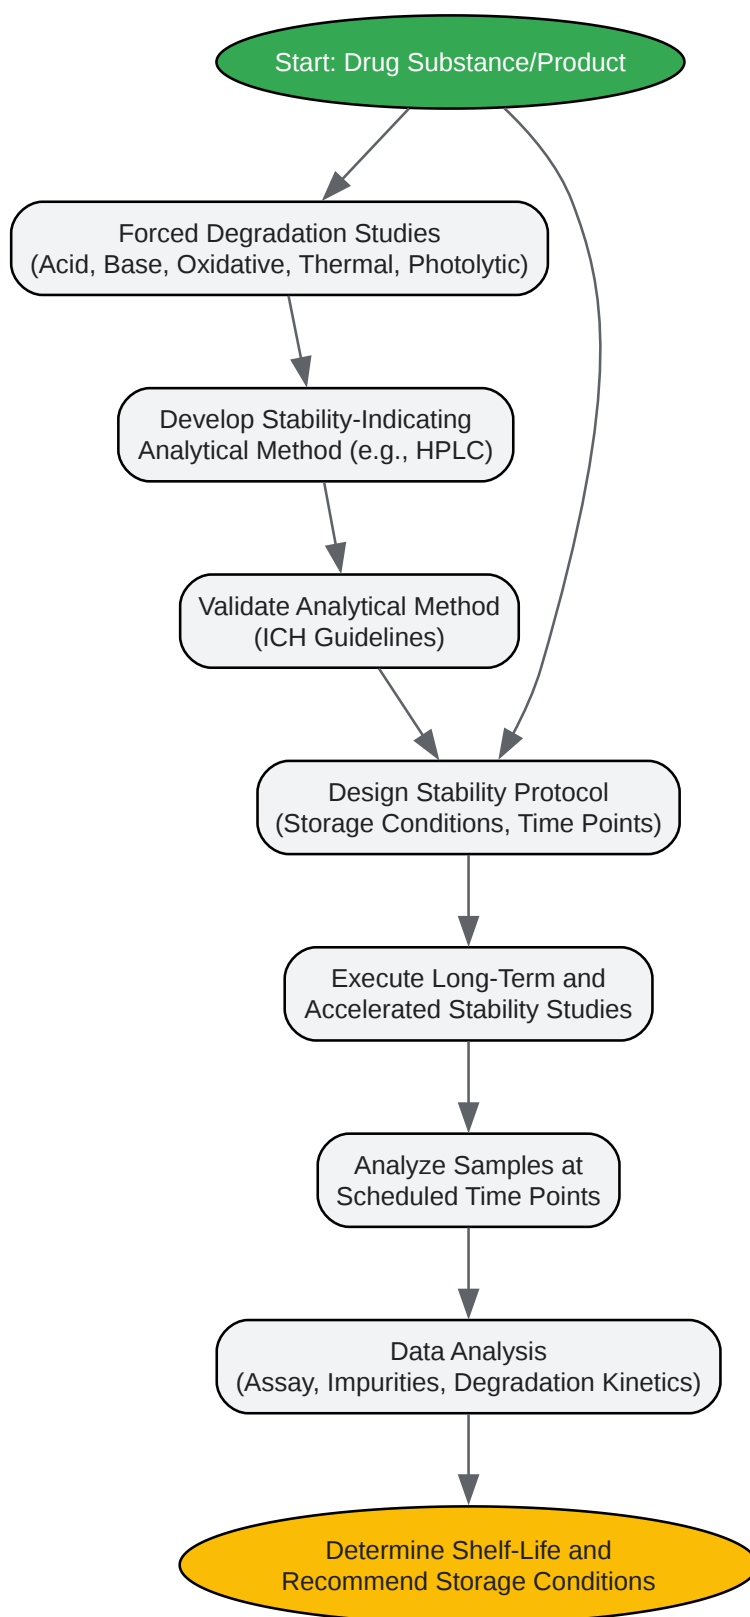 Start: Drug Substance/Product
Forced Degradation Studies
(Acid, Base, Oxidative, Thermal, Photolytic)
Develop Stability-Indicating
Analytical Method (e.g., HPLC)
Validate Analytical Method
(ICH Guidelines)
Design Stability Protocol
(Storage Conditions, Time Points)
Execute Long-Term and
Accelerated Stability Studies
Analyze Samples at
Scheduled Time Points
Data Analysis
(Assay, Impurities, Degradation Kinetics)
Determine Shelf-Life and
Recommend Storage Conditions